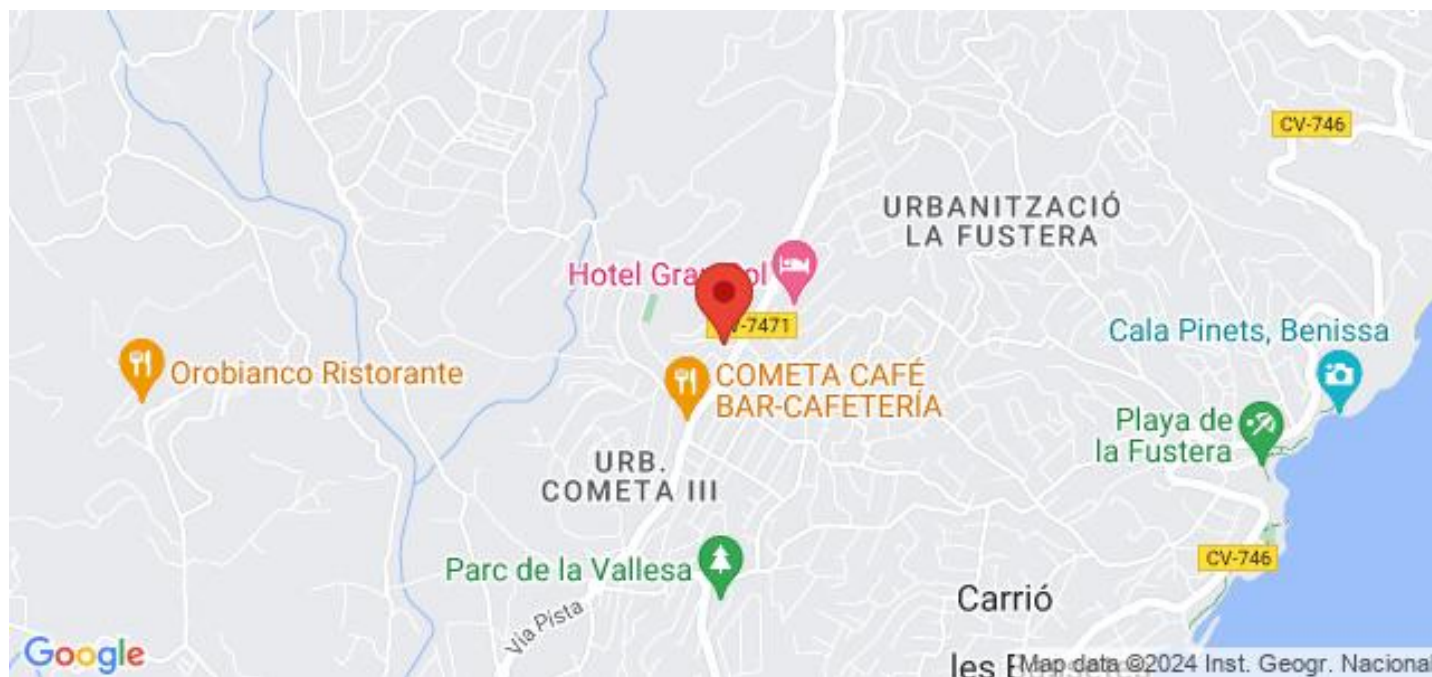 CV-746
URBANITZACIÓ
LA FUSTERA
Hotel Gra
ol
V-7471
Cala Pinets, Benissa
Orobianco Ristorante
COMETA CAFÉ
BAR-CAFETERÍA
Playa de
la Fustera
URB.
COMETA III
CV-746
Parc de la Vallesa
Carrió
Via Pista
les
Google
Map data ©2024 Inst. Geogr. Nacional